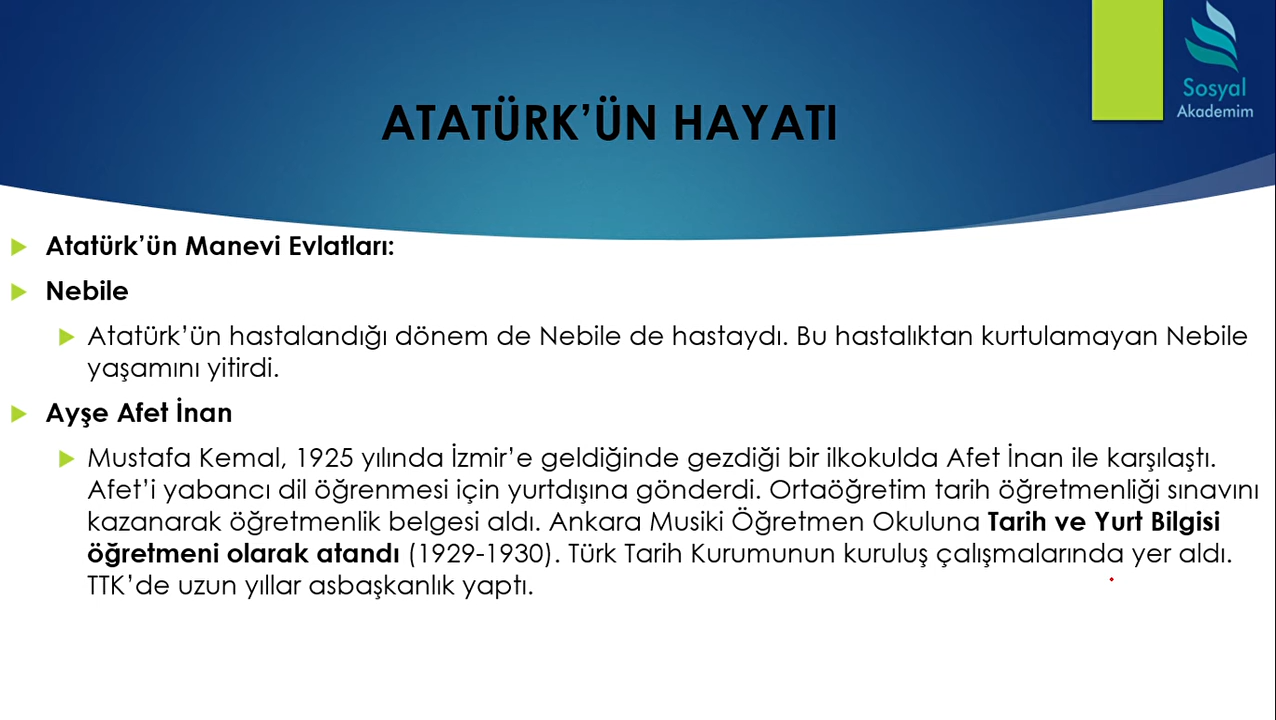 Sosyal
Akademim
ATATÜRK’ÜN HAYATI
Atatürk’ün Manevi Evlatları:
Nebile
Atatürk’ün hastalandığı dönem de Nebile de hastaydı. Bu hastalıktan kurtulamayan Nebile
yaşamını yitirdi.
Ayşe Afet İnan
Mustafa Kemal, 1925 yılında İzmir’e geldiğinde gezdiği bir ilkokulda Afet İnan ile karşılaştı.
Afet’i yabancı dil öğrenmesi için yurtdışına gönderdi. Ortaöğretim tarih öğretmenliği sınavını
kazanarak öğretmenlik belgesi aldı. Ankara Musiki Öğretmen Okuluna Tarih ve Yurt Bilgisi
öğretmeni olarak atandı (1929-1930). Türk Tarih Kurumunun kuruluş çalışmalarında yer aldı.
TTK’de uzun yıllar asbaşkanlık yaptı.